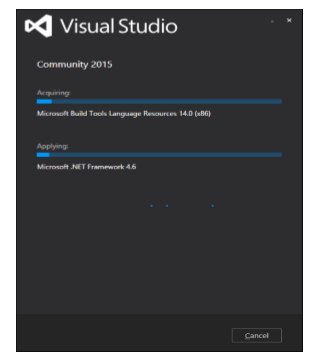 Visual Studio
Community 2015
Acquiring:
Microsoft Build Tools Language Resources 14.0 (x86)
Applying:
Microsoft .NET Framework 4.6
Cancel